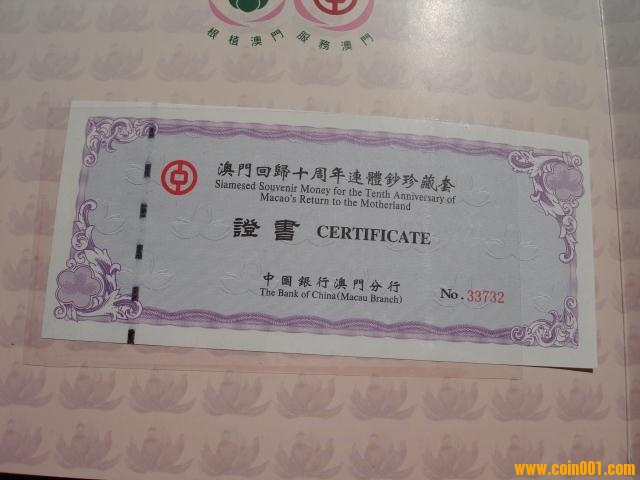 根植澳門 服務澳門
澳門回歸十周年連體鈔珍藏套
Siamesed Souvenir Money for the Tenth Anniversary of
Macao's Return to the Motherland
證書 CERTIFICATE
中國銀行澳門分行
The Bank of China(Macau Branch)
No. 33732
www.coin001.com